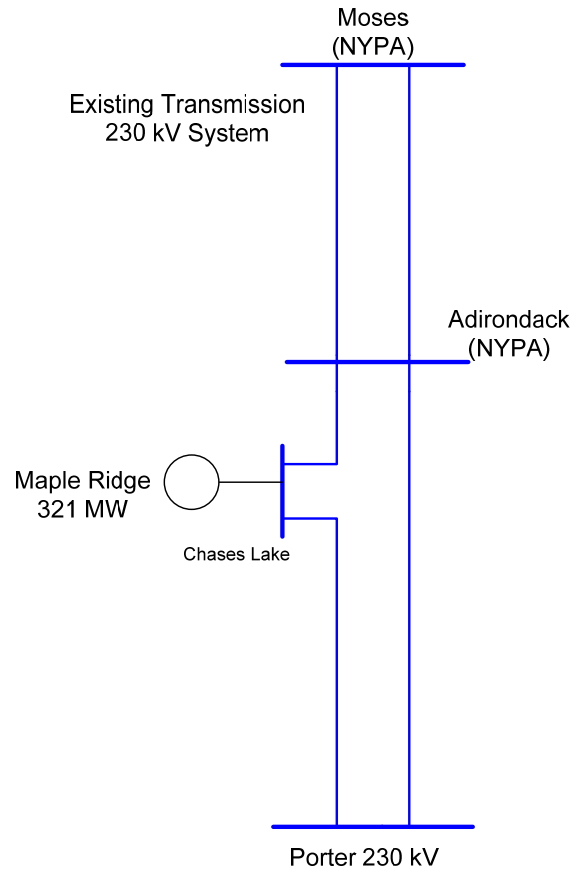 Moses
(NYPA)
Existing Transmission
230 kV System
Adirondack
(NYPA)
Maple Ridge
321 MW
Chases Lake
Porter 230 kV